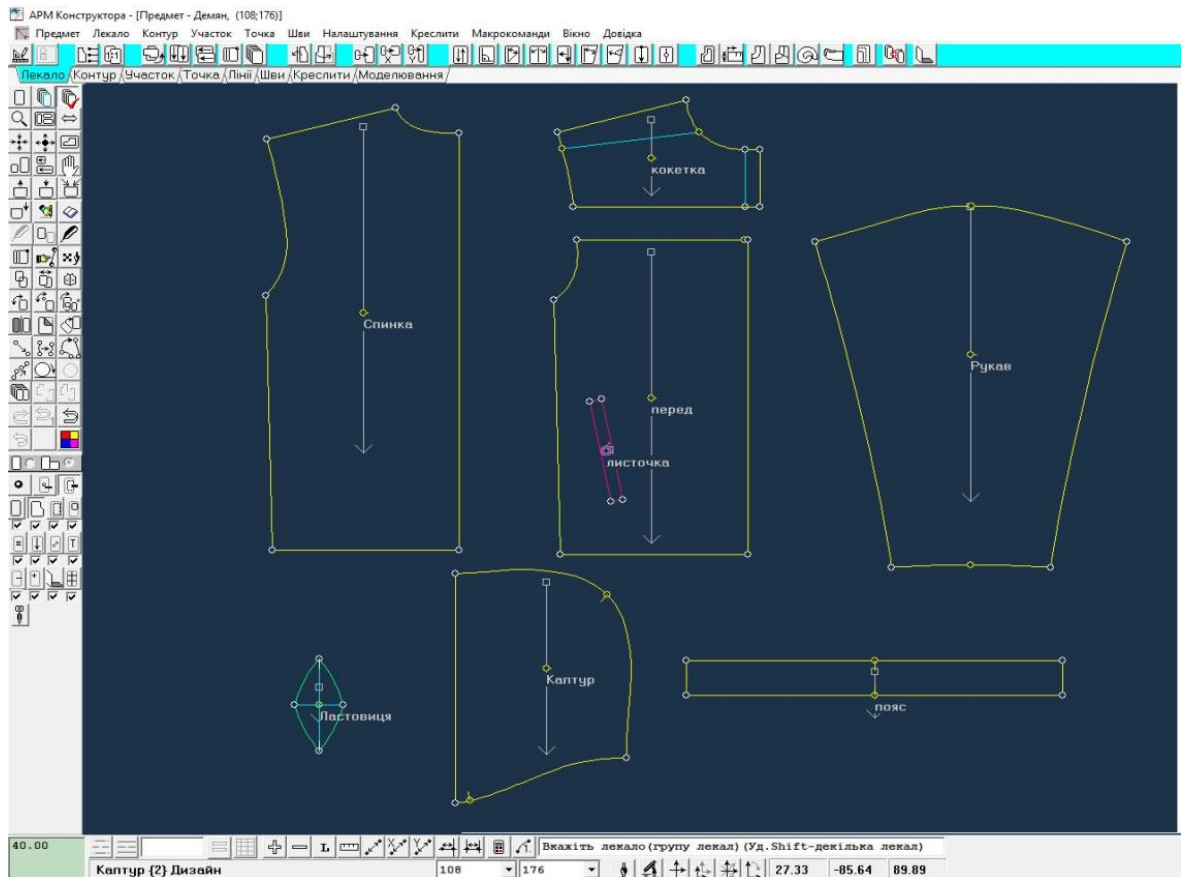 АРМ Конструктора - [Предмет - Демян, (108;176)]
Предмет Лекало Контур Участок Точка Шви Налаштування Креслити Макрокоманди Вікно Довідка
Лекало Контур Участок Точка Лінії Шви Креслити Моделювання
кокетка
Спинка
Рукав
перед
листочка
Каптур
Ластовиця
пояс
40.00
L
Вкажіть лекало(групу лекал) (Уд.Shift-декілька лекал)
Каптур {2} Дизайн
108
176
27.33 -85.64 89.89